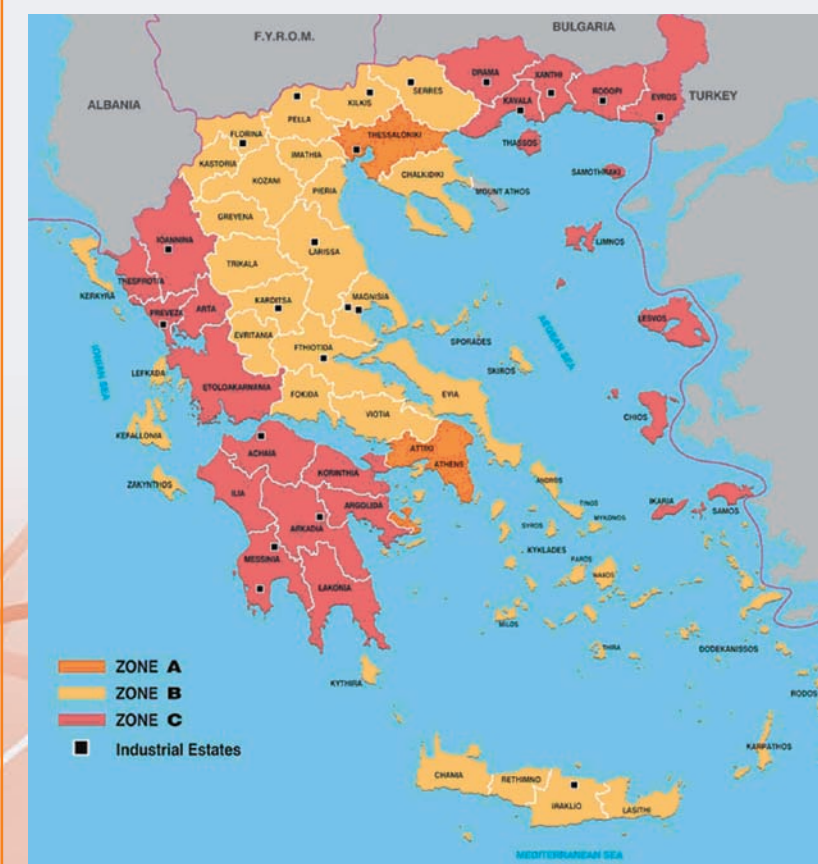 BULGARIA
F.Y.R.O.M.
DRAMA
XANTHI
SERRES
RODOPI
EVROS
TURKEY
KILKIS
KAVALA
ALBANIA
PELLA
FLORINA
THESSALONIKI
THASSOS
IMATHIA
KASTORIA
KOZANI
CHALKIDIKI
SAMOTHRAKI
PIERIA
MOUNT ATHOS
GREVENA
IOANNINA
LARISSA
LIMNOS
TRIKALA
THESPROTIA
KERKYRA
KARDITSA
MAGNISIA
PREVEZA
ARTA
LESVOS
AEGEAN SEA
EVRITANIA
SPORADES
FTHIOTIDA
IONIAN SEA
SKIROS
LEFKADA
ETOLOAKARNANIA
FOKIDA
EVIA
VIOTIA
CHIOS
KEFALLONIA
ATTIKI
ACHAIA
ATHENS
KORINTHIA
ZAKYNTHOS
ANDROS
ILIA
IKARIA
TINOS
ARGOLIDA
SAMOS
MYKONOS
SYROS
ARKADIA
KYKLADES
MESSINIA
PAROS
NAXOS
LAKONIA
MILOS
THIRA
DODEKANISSOS
ZONE A
KYTHIRA
ZONE B
RODOS
ZONE C
KARPATHOS
Industrial Estates
CHANIA
RETHIMNO
IRAKLIO
LASITHI
MEDITERRANEAN SEA